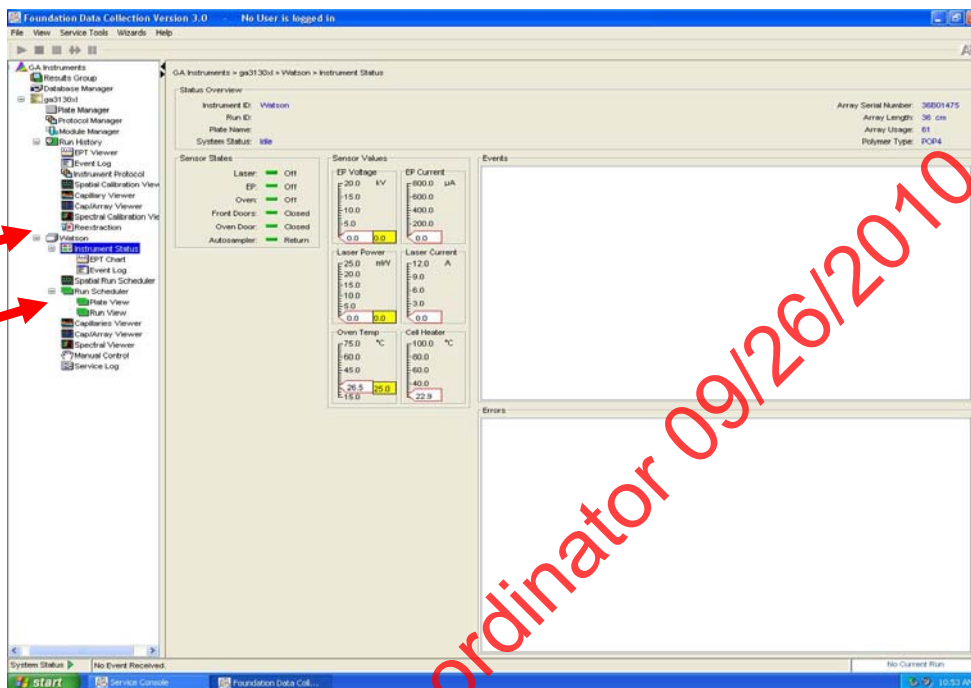 Foundation Data Collection Version 3.0 No User is logged in
File View Service Tools Wizards Help
GA Instruments
Results Group
Database Manager
ga3130xl
Plate Manager
Protocol Manager
Module Manager
Run History
EPT Viewer
Event Log
Instrument Protocol
Spatial Calibration View
Capillary Viewer
Cap/Array Viewer
Spectral Calibration Vie
Reextraction
Watson
Instrument Status
EPT Chart
Event Log
Spatial Run Scheduler
Run Scheduler
Plate View
Run View
Capillaries Viewer
Cap/Array Viewer
Spectral Viewer
Manual Control
Service Log
GA Instruments > ga3130xl > Watson > Instrument Status
Status Overview
Instrument ID: Watson
Run ID:
Plate Name:
System Status: Idle
Array Serial Number: 36B01475
Array Length: 36 cm
Array Usage: 61
Polymer Type: POP4
Sensor States
Laser: Off
EP: Off
Oven: Off
Front Doors: Closed
Oven Door: Closed
Autosampler: Return
Sensor Values
EP Voltage
20.0 kV
15.0
10.0
5.0
0.0 0.0
EP Current
800.0 µA
600.0
400.0
200.0
0.0
Laser Power
25.0 mW
20.0
15.0
10.0
5.0
0.0 0.0
Laser Current
12.0 A
9.0
6.0
3.0
0.0
Oven Temp
75.0 °C
60.0
45.0
26.5 25.0
15.0
Cell Heater
100.0 °C
80.0
60.0
40.0
22.9
Events
Errors
ordinator 09/26/2010
System Status No Event Received. No Current Run
start Service Console Foundation Data Coll... 10:53 AM